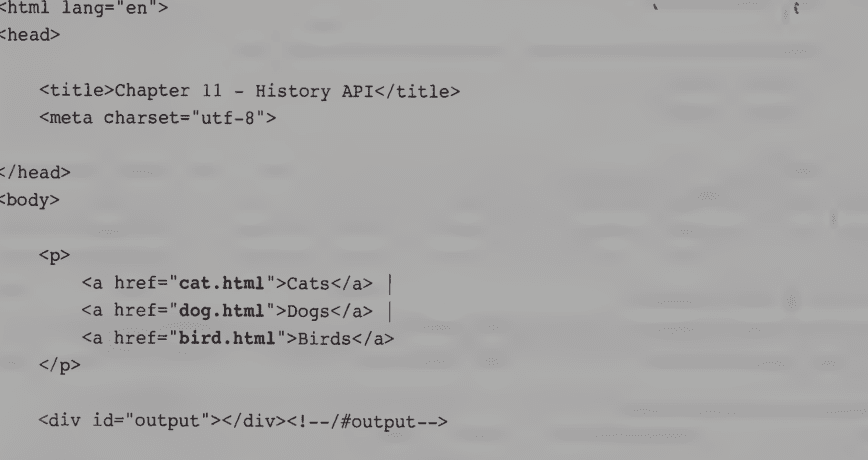 <html lang="en">
<head>
<title>Chapter 11 - History API</title>
<meta charset="utf-8">
</head>
<body>
<p>
<a href="cat.html">Cats</a> |
<a href="dog.html">Dogs</a> |
<a href="bird.html">Birds</a>
</p>
<div id="output"></div><!--/#output-->